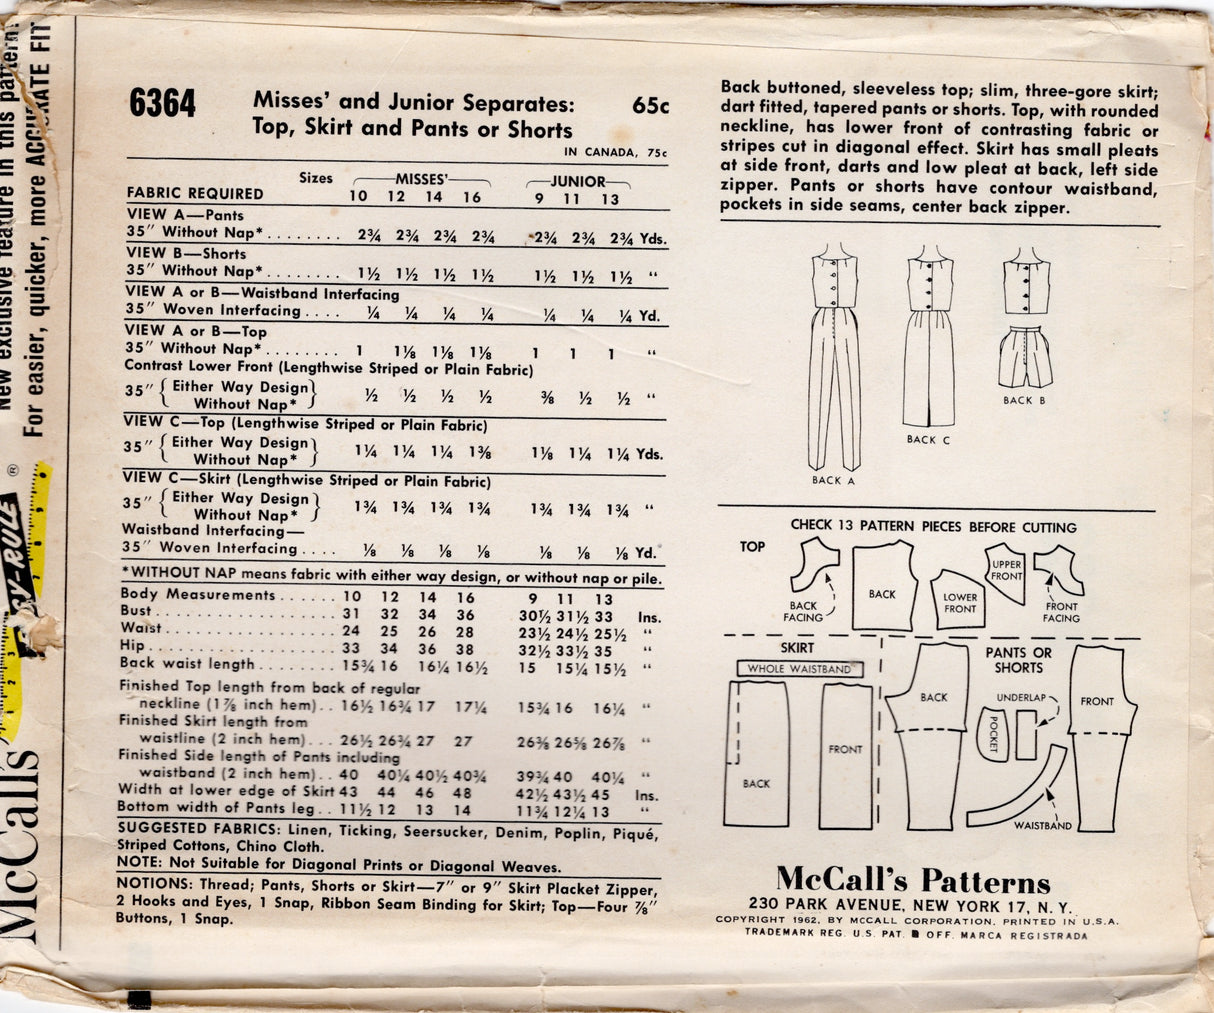 New exclusive feature in this pattern!
For easier, quicker, more ACCURATE FIT
®
-RULE
McCall's
6364
Misses' and Junior Separates:
Top, Skirt and Pants or Shorts
65c
IN CANADA, 75c
Sizes MISSES' JUNIOR
FABRIC REQUIRED 10 12 14 16 9 11 13
VIEW A—Pants
35″ Without Nap* ........ 2¾ 2¾ 2¾ 2¾ 2¾ 2¾ 2¾ Yds.
VIEW B—Shorts
35″ Without Nap* ........ 1½ 1½ 1½ 1½ 1½ 1½ 1½ “
VIEW A or B—Waistband Interfacing
35″ Woven Interfacing .... ¼ ¼ ¼ ¼ ¼ ¼ ¼ Yd.
VIEW A or B—Top
35″ Without Nap* ........ 1 1⅛ 1⅛ 1⅛ 1 1 1 “
Contrast Lower Front (Lengthwise Striped or Plain Fabric)
35″ { Either Way Design
Without Nap* } ½ ½ ½ ½ ⅜ ½ ½ “
VIEW C—Top (Lengthwise Striped or Plain Fabric)
35″ { Either Way Design
Without Nap* } 1¼ 1¼ 1¼ 1⅜ 1⅛ 1¼ 1¼ Yds.
VIEW C—Skirt (Lengthwise Striped or Plain Fabric)
35″ { Either Way Design
Without Nap* } 1¾ 1¾ 1¾ 1¾ 1¾ 1¾ 1¾ “
Waistband Interfacing—
35″ Woven Interfacing .... ⅛ ⅛ ⅛ ⅛ ⅛ ⅛ ⅛ Yd.
*WITHOUT NAP means fabric with either way design, or without nap or pile.
Body Measurements ...... 10 12 14 16 9 11 13
Bust ............... 31 32 34 36 30½ 31½ 33 Ins.
Waist .............. 24 25 26 28 23½ 24½ 25½ “
Hip ................ 33 34 36 38 32½ 33½ 35 “
Back waist length ........ 15¾ 16 16¼ 16½ 15 15¼ 15½ “
Finished Top length from back of regular
neckline (1⅞ inch hem) .. 16½ 16¾ 17 17¼ 15¾ 16 16¼ “
Finished Skirt length from
waistline (2 inch hem) ... 26½ 26¾ 27 27 26⅜ 26⅝ 26⅞ “
Finished Side length of Pants including
waistband (2 inch hem) .. 40 40¼ 40½ 40¾ 39¾ 40 40¼ “
Width at lower edge of Skirt 43 44 46 48 42½ 43½ 45 Ins.
Bottom width of Pants leg .. 11½ 12 13 14 11¾ 12¼ 13 “
SUGGESTED FABRICS: Linen, Ticking, Seersucker, Denim, Poplin, Piqué,
Striped Cottons, Chino Cloth.
NOTE: Not Suitable for Diagonal Prints or Diagonal Weaves.
NOTIONS: Thread; Pants, Shorts or Skirt—7″ or 9″ Skirt Placket Zipper,
2 Hooks and Eyes, 1 Snap, Ribbon Seam Binding for Skirt; Top—Four ⅞″
Buttons, 1 Snap.
Back buttoned, sleeveless top; slim, three-gore skirt;
dart fitted, tapered pants or shorts. Top, with rounded
neckline, has lower front of contrasting fabric or
stripes cut in diagonal effect. Skirt has small pleats
at side front, darts and low pleat at back, left side
zipper. Pants or shorts have contour waistband,
pockets in side seams, center back zipper.
BACK A
BACK C
BACK B
CHECK 13 PATTERN PIECES BEFORE CUTTING
TOP
BACK
FACING
BACK
LOWER
FRONT
UPPER
FRONT
FRONT
FACING
SKIRT
WHOLE WAISTBAND
BACK
FRONT
PANTS OR
SHORTS
BACK
UNDERLAP
POCKET
FRONT
WAISTBAND
McCall's Patterns
230 PARK AVENUE, NEW YORK 17, N. Y.
COPYRIGHT 1962, BY MCCALL CORPORATION, PRINTED IN U.S.A.
TRADEMARK REG. U.S. PAT. OFF. MARCA REGISTRADA